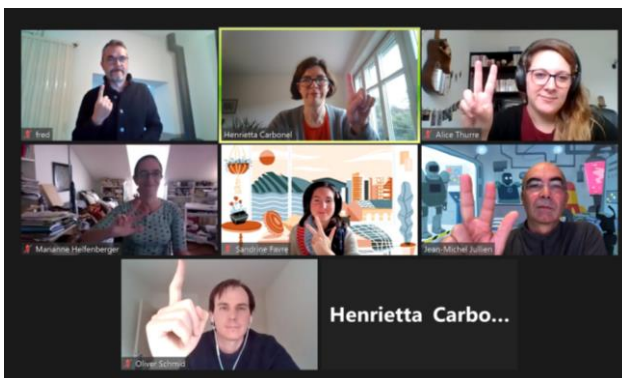 fred
Henrietta Carbonel
Alice Thurre
Marianne Helfenberger
Sandrine Favre
Jean-Michel Jullien
Oliver Schmid
Henrietta Carbo...